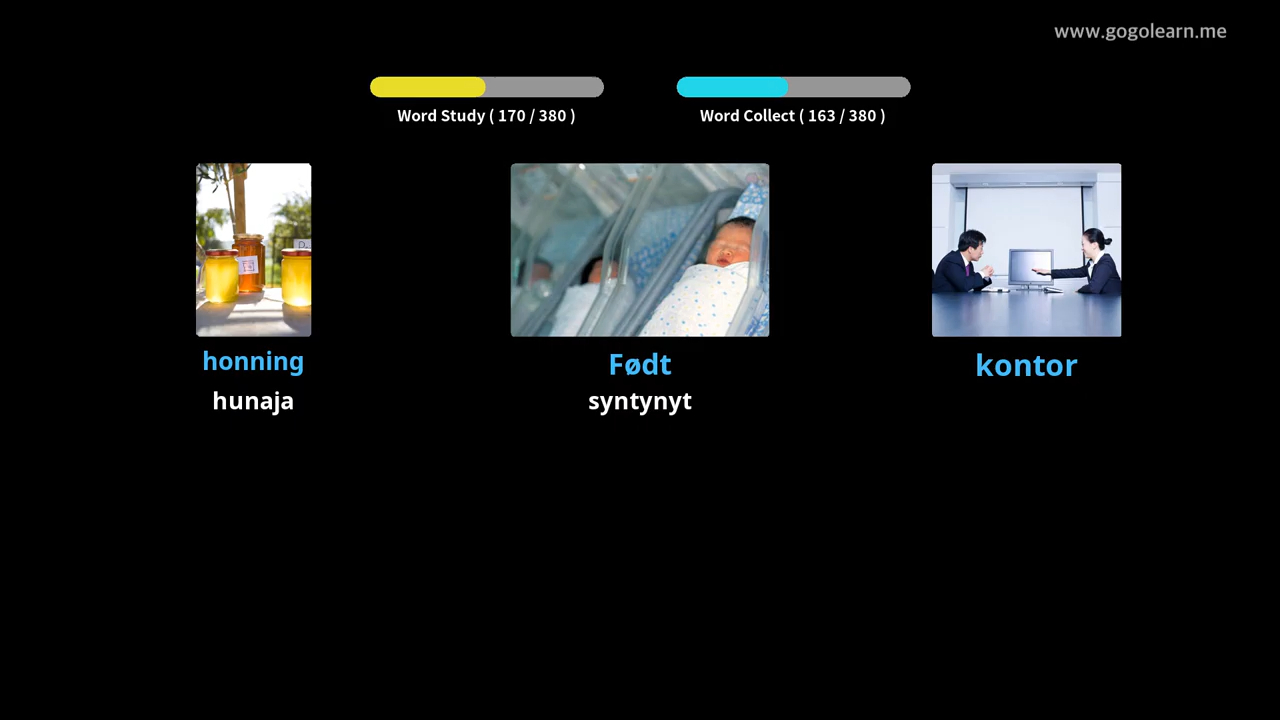 www.gogolearn.me
Word Study ( 170 / 380 )
Word Collect ( 163 / 380 )
honning
hunaja
Født
syntynyt
kontor